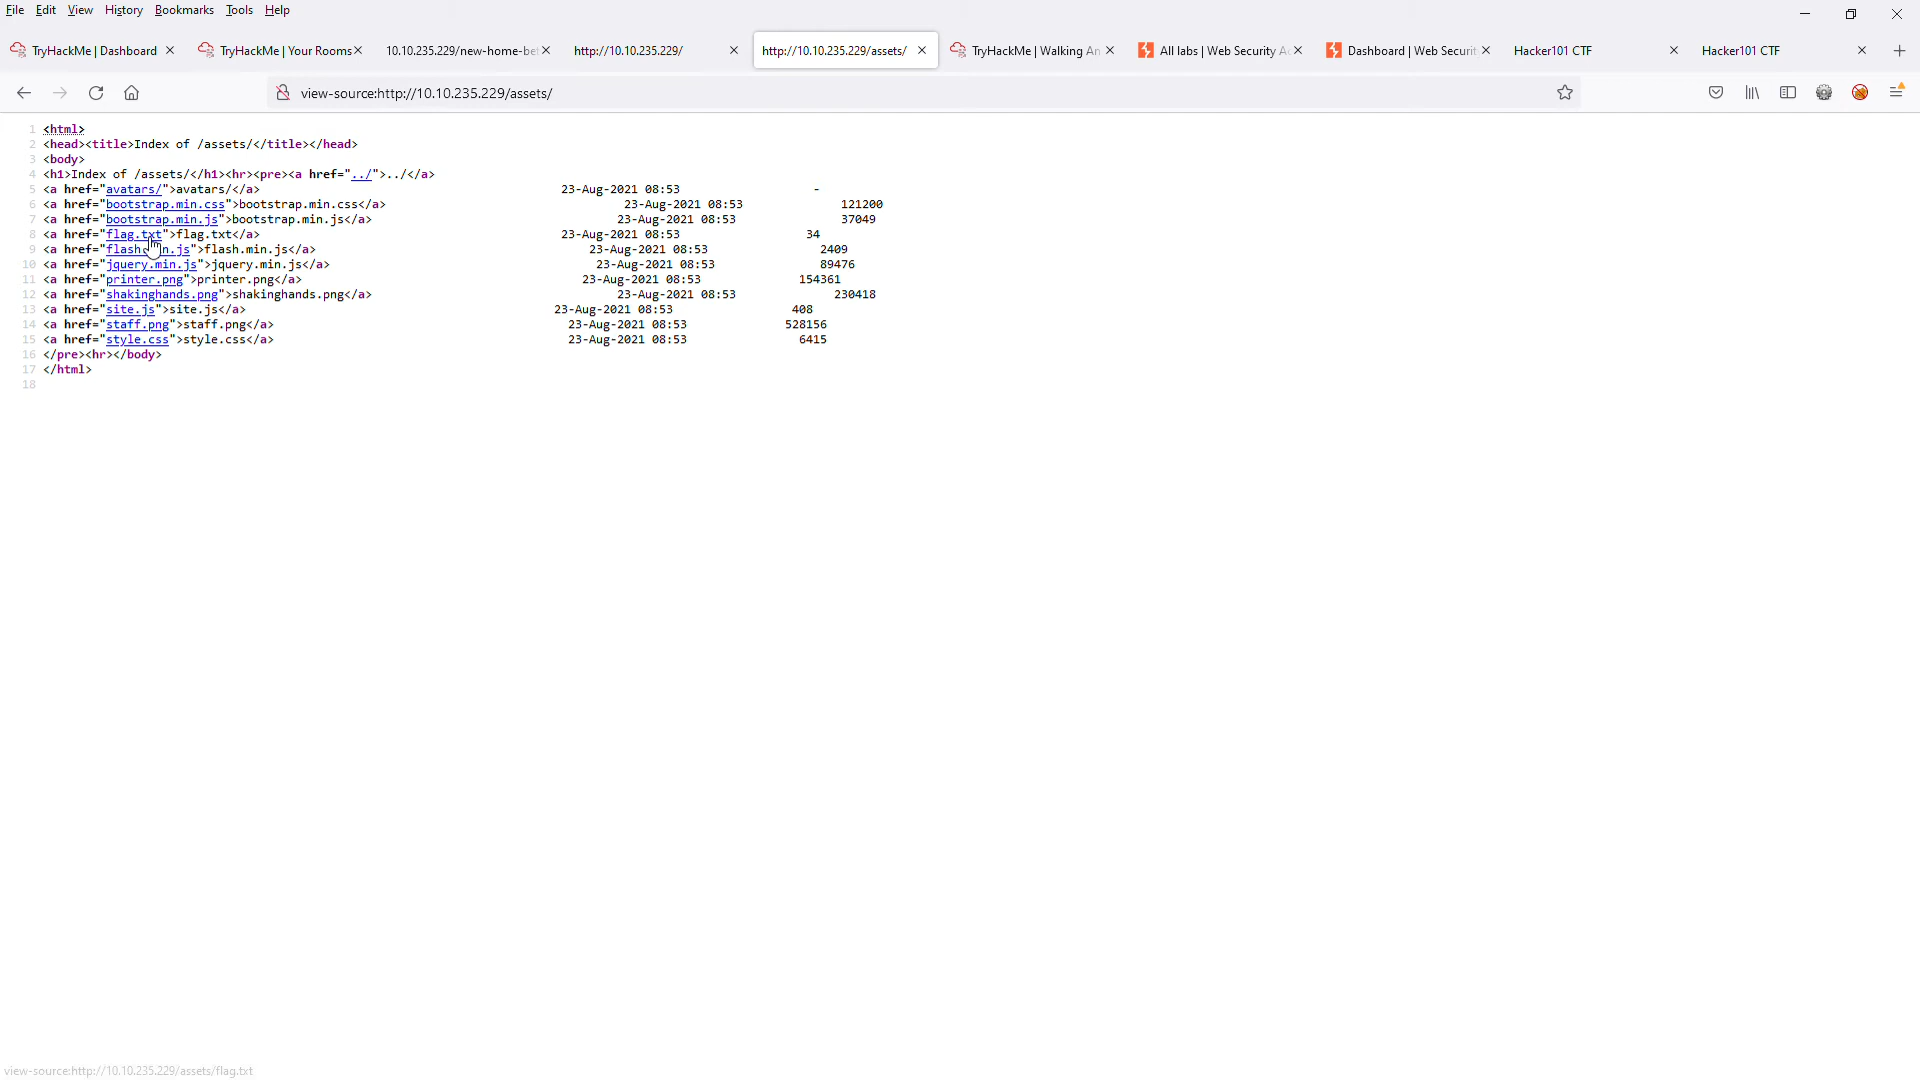 File Edit View History Bookmarks Tools Help
TryHackMe | Dashboard
TryHackMe | Your Rooms
10.10.235.229/new-home-be
http://10.10.235.229/
http://10.10.235.229/assets/
TryHackMe | Walking An
All labs | Web Security Ac
Dashboard | Web Securit
Hacker101 CTF
Hacker101 CTF
view-source:http://10.10.235.229/assets/
1 <html>
2 <head><title>Index of /assets/</title></head>
3 <body>
4 <h1>Index of /assets/</h1><hr><pre><a href="../">../</a>
5 <a href="avatars/">avatars/</a> 23-Aug-2021 08:53 -
6 <a href="bootstrap.min.css">bootstrap.min.css</a> 23-Aug-2021 08:53 121200
7 <a href="bootstrap.min.js">bootstrap.min.js</a> 23-Aug-2021 08:53 37049
8 <a href="flag.txt">flag.txt</a> 23-Aug-2021 08:53 34
9 <a href="flash.min.js">flash.min.js</a> 23-Aug-2021 08:53 2409
10 <a href="jquery.min.js">jquery.min.js</a> 23-Aug-2021 08:53 89476
11 <a href="printer.png">printer.png</a> 23-Aug-2021 08:53 154361
12 <a href="shakinghands.png">shakinghands.png</a> 23-Aug-2021 08:53 230418
13 <a href="site.js">site.js</a> 23-Aug-2021 08:53 408
14 <a href="staff.png">staff.png</a> 23-Aug-2021 08:53 528156
15 <a href="style.css">style.css</a> 23-Aug-2021 08:53 6415
16 </pre><hr></body>
17 </html>
18
view-source:http://10.10.235.229/assets/flag.txt